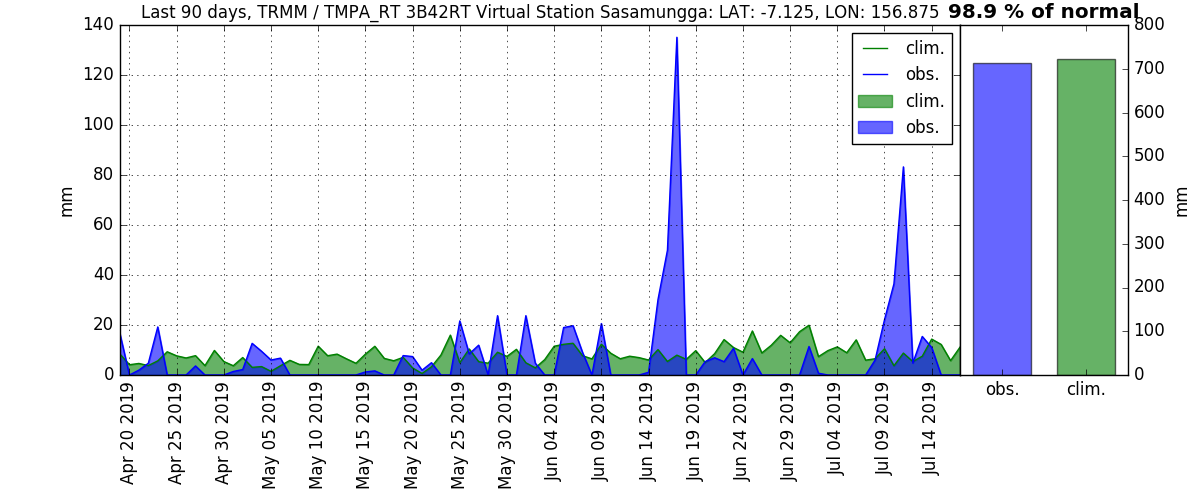 Last 90 days, TRMM / TMPA_RT 3B42RT Virtual Station Sasamungga: LAT: -7.125, LON: 156.875
98.9 % of normal
140
120
100
80
60
40
20
0
mm
clim.
obs.
clim.
obs.
Apr 20 2019
Apr 25 2019
Apr 30 2019
May 05 2019
May 10 2019
May 15 2019
May 20 2019
May 25 2019
May 30 2019
Jun 04 2019
Jun 09 2019
Jun 14 2019
Jun 19 2019
Jun 24 2019
Jun 29 2019
Jul 04 2019
Jul 09 2019
Jul 14 2019
800
700
600
500
400
300
200
100
0
mm
obs.
clim.